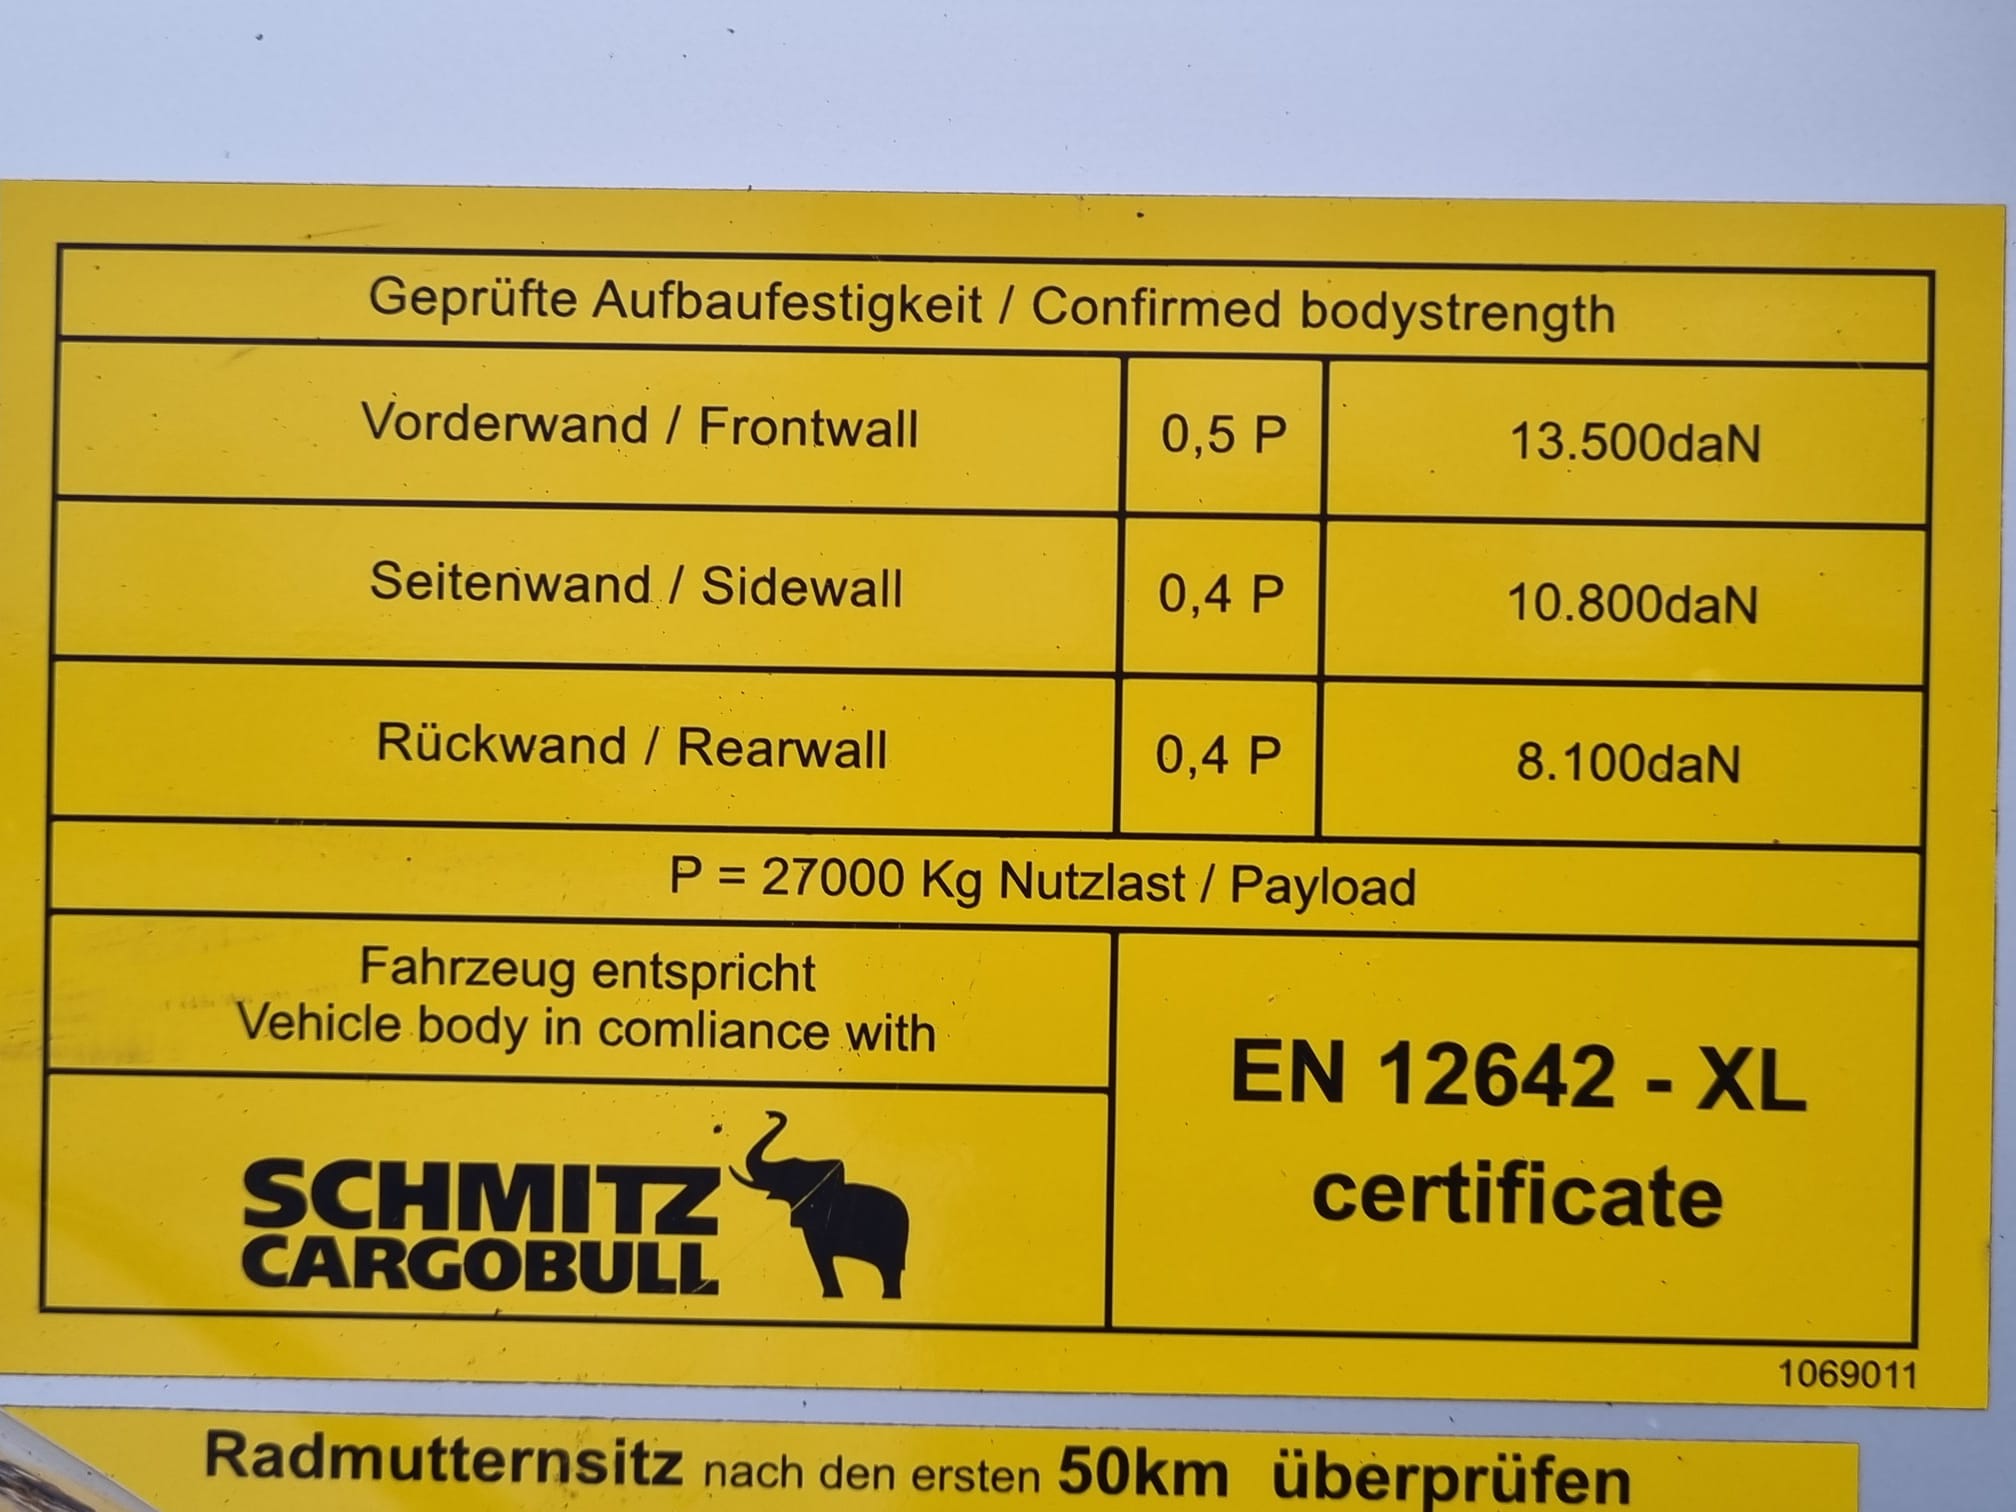 Geprüfte Aufbaufestigkeit / Confirmed bodystrength
Vorderwand / Frontwall 0,5 P 13.500daN
Seitenwand / Sidewall 0,4 P 10.800daN
Rückwand / Rearwall 0,4 P 8.100daN
P = 27000 Kg Nutzlast / Payload
Fahrzeug entspricht
Vehicle body in comliance with
EN 12642 - XL
certificate
SCHMITZ
CARGOBULL
1069011
Radmutternsitz nach den ersten 50km überprüfen